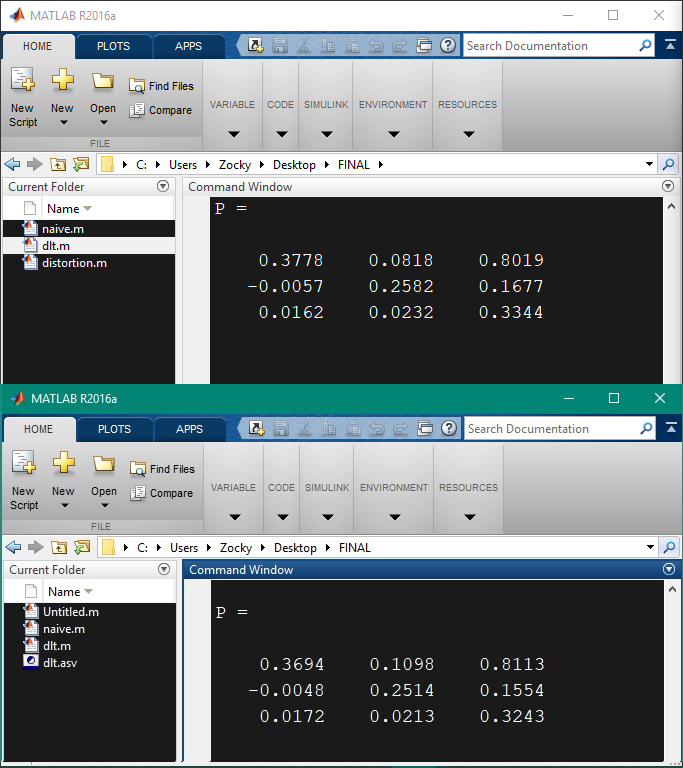 MATLAB R2016a
HOME PLOTS APPS Search Documentation
New Script New Open Find Files Compare VARIABLE CODE SIMULINK ENVIRONMENT RESOURCES
FILE
C: Users Zocky Desktop FINAL
Current Folder Command Window
Name
naive.m
dlt.m
distortion.m
P =
0.3778 0.0818 0.8019
-0.0057 0.2582 0.1677
0.0162 0.0232 0.3344
MATLAB R2016a
HOME PLOTS APPS Search Documentation
New Script New Open Find Files Compare VARIABLE CODE SIMULINK ENVIRONMENT RESOURCES
FILE
C: Users Zocky Desktop FINAL
Current Folder Command Window
Name
Untitled.m
naive.m
dlt.m
dlt.asv
P =
0.3694 0.1098 0.8113
-0.0048 0.2514 0.1554
0.0172 0.0213 0.3243